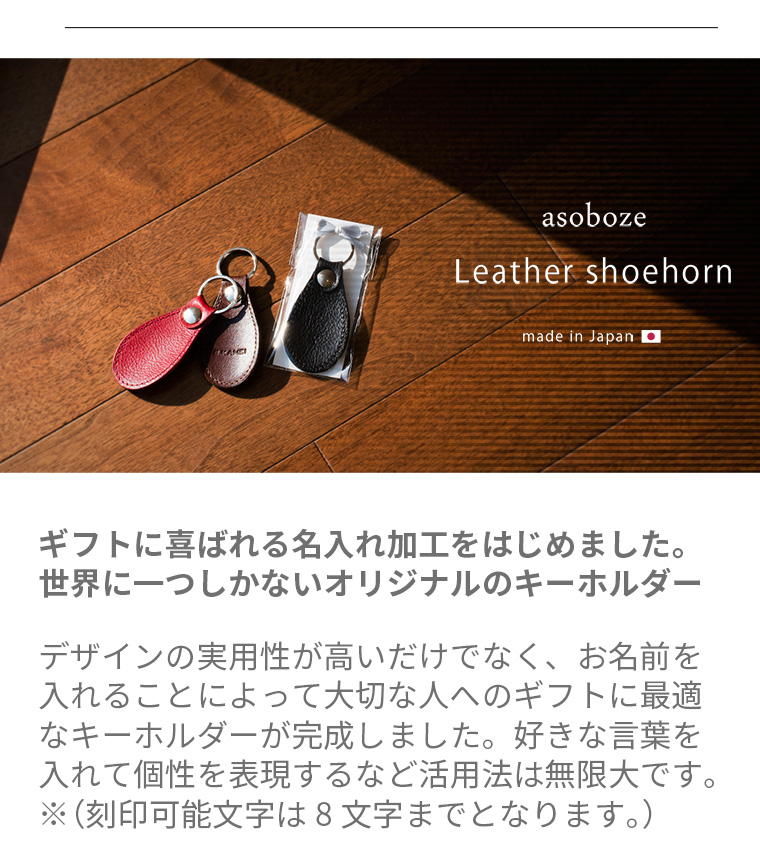 asoboze
Leather shoehorn
made in Japan
ギフトに喜ばれる名入れ加工をはじめました。
世界に一つしかないオリジナルのキーホルダー
デザインの実用性が高いだけでなく、お名前を
入れることによって大切な人へのギフトに最適
なキーホルダーが完成しました。好きな言葉を
入れて個性を表現するなど活用法は無限大です。
※（刻印可能文字は 8 文字までとなります。）